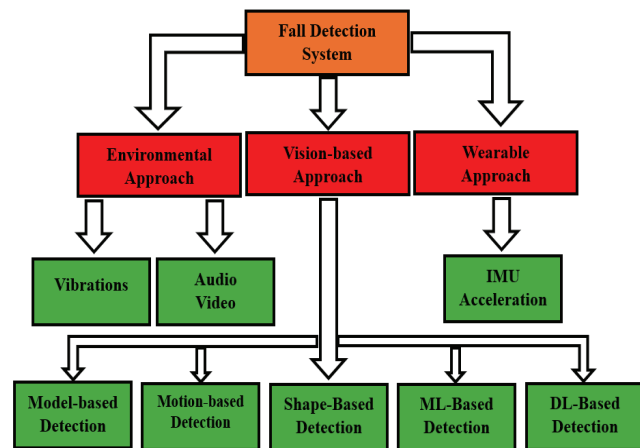 Fall Detection
System
Environmental
Approach
Vision-based
Approach
Wearable
Approach
Vibrations
Audio
Video
IMU
Acceleration
Model-based
Detection
Motion-based
Detection
Shape-Based
Detection
ML-Based
Detection
DL-Based
Detection